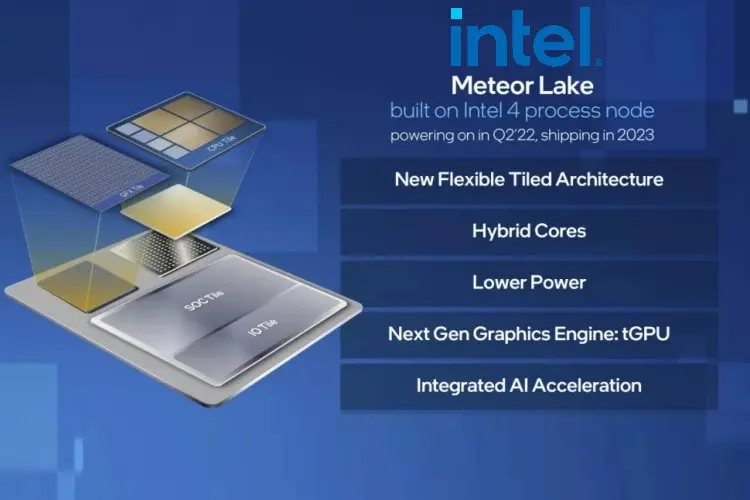 intel
Meteor Lake
built on Intel 4 process node
powering on in Q2'22, shipping in 2023
CPU Tile
GFX Tile
New Flexible Tiled Architecture
Hybrid Cores
SOC Tile
Lower Power
IO Tile
Next Gen Graphics Engine: tGPU
Integrated AI Acceleration